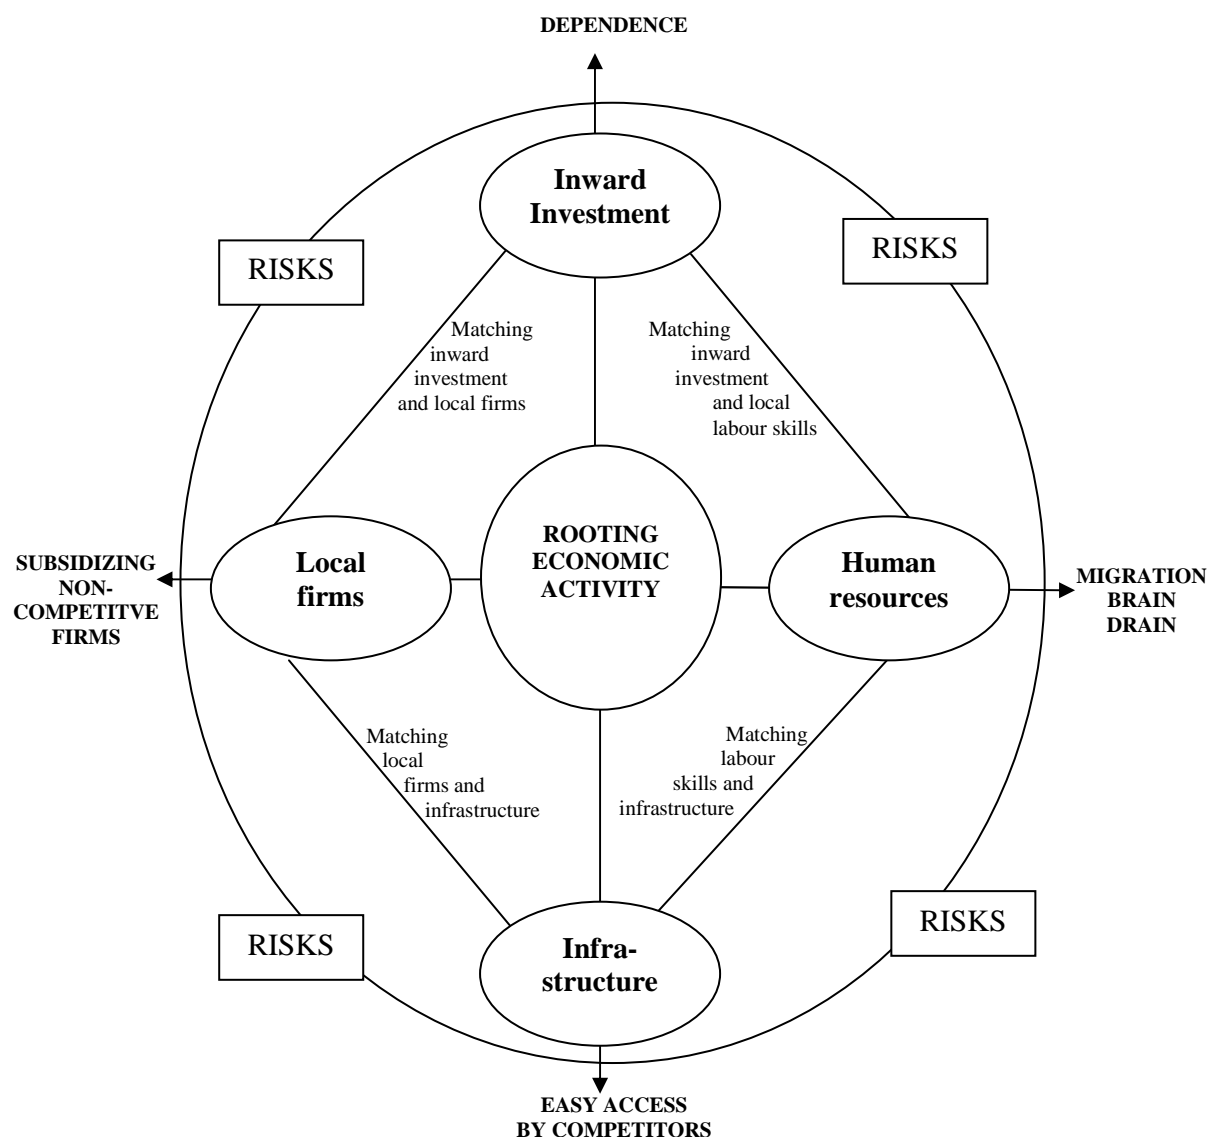 DEPENDENCE
Inward
Investment
RISKS
RISKS
Matching
inward
investment
and local firms
Matching
inward
investment
and local
labour skills
SUBSIDIZING
NON-
COMPETITVE
FIRMS
Local
firms
ROOTING
ECONOMIC
ACTIVITY
Human
resources
MIGRATION
BRAIN
DRAIN
Matching
local
firms and
infrastructure
Matching
labour
skills and
infrastructure
RISKS
RISKS
Infra-
structure
EASY ACCESS
BY COMPETITORS